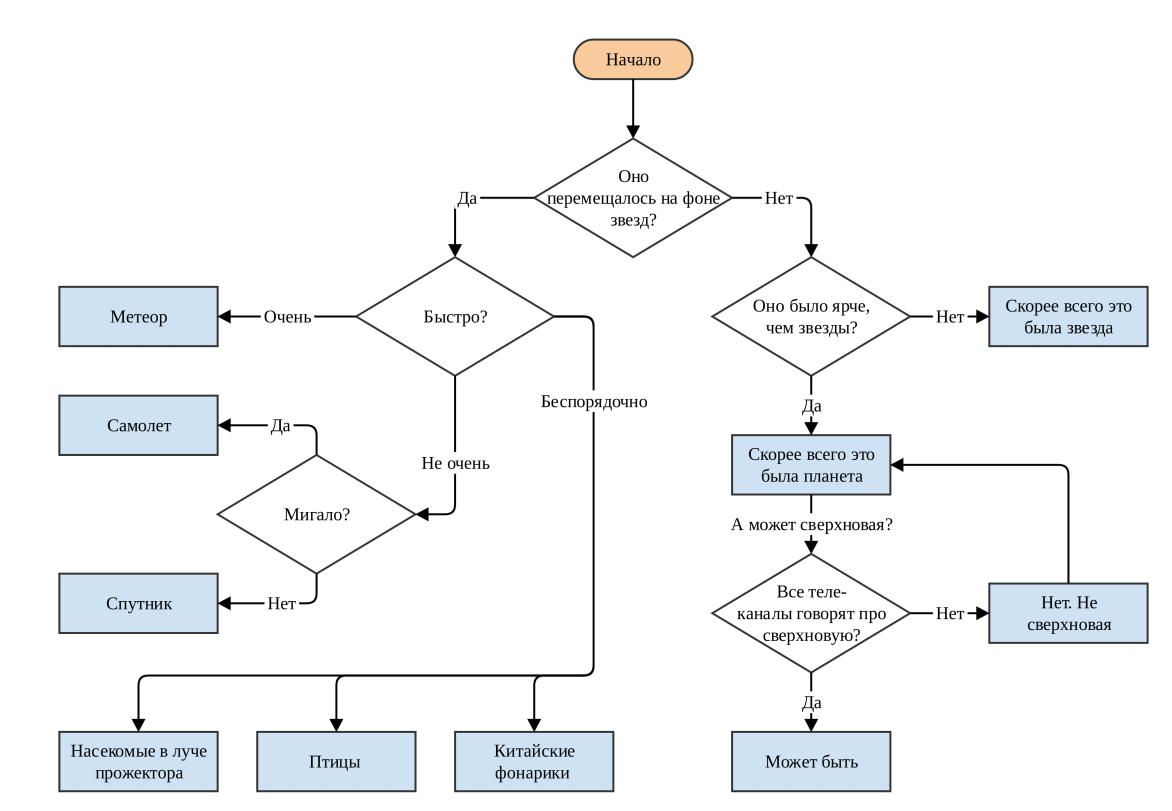 Начало
Оно
перемещалось на фоне
звезд?
Да
Нет
Метеор
Очень
Быстро?
Оно было ярче,
чем звезды?
Нет
Скорее всего это
была звезда
Беспорядочно
Да
Самолет
Да
Не очень
Скорее всего это
была планета
Мигало?
А может сверхновая?
Спутник
Нет
Все теле-
каналы говорят про
сверхновую?
Нет
Нет. Не
сверхновая
Да
Насекомые в луче
прожектора
Птицы
Китайские
фонарики
Может быть